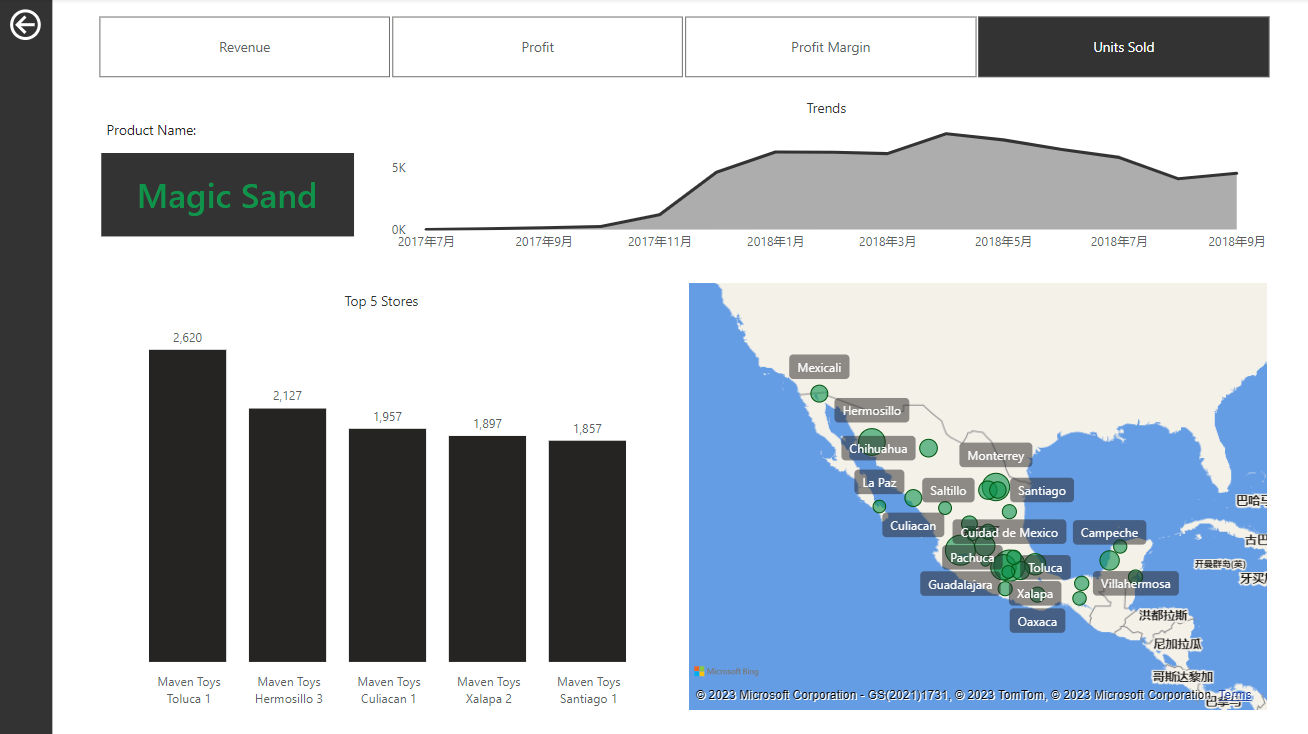 Revenue
Profit
Profit Margin
Units Sold
Trends
Product Name:
Magic Sand
5K
0K
2017年7月
2017年9月
2017年11月
2018年1月
2018年3月
2018年5月
2018年7月
2018年9月
Top 5 Stores
2,620
2,127
1,957
1,897
1,857
Maven Toys
Toluca 1
Maven Toys
Hermosillo 3
Maven Toys
Culiacan 1
Maven Toys
Xalapa 2
Maven Toys
Santiago 1
Mexicali
Hermosillo
Chihuahua
Monterrey
La Paz
Saltillo
Santiago
巴哈马
Culiacan
Cuidad de Mexico
Campeche
古巴
Pachuca
Toluca
开曼群岛(英)
牙买加
Guadalajara
Xalapa
Villahermosa
Oaxaca
洪都拉斯
尼加拉瓜
哥斯达黎加
Microsoft Bing
© 2023 Microsoft Corporation - GS(2021)1731, © 2023 TomTom, © 2023 Microsoft Corporation, Terms